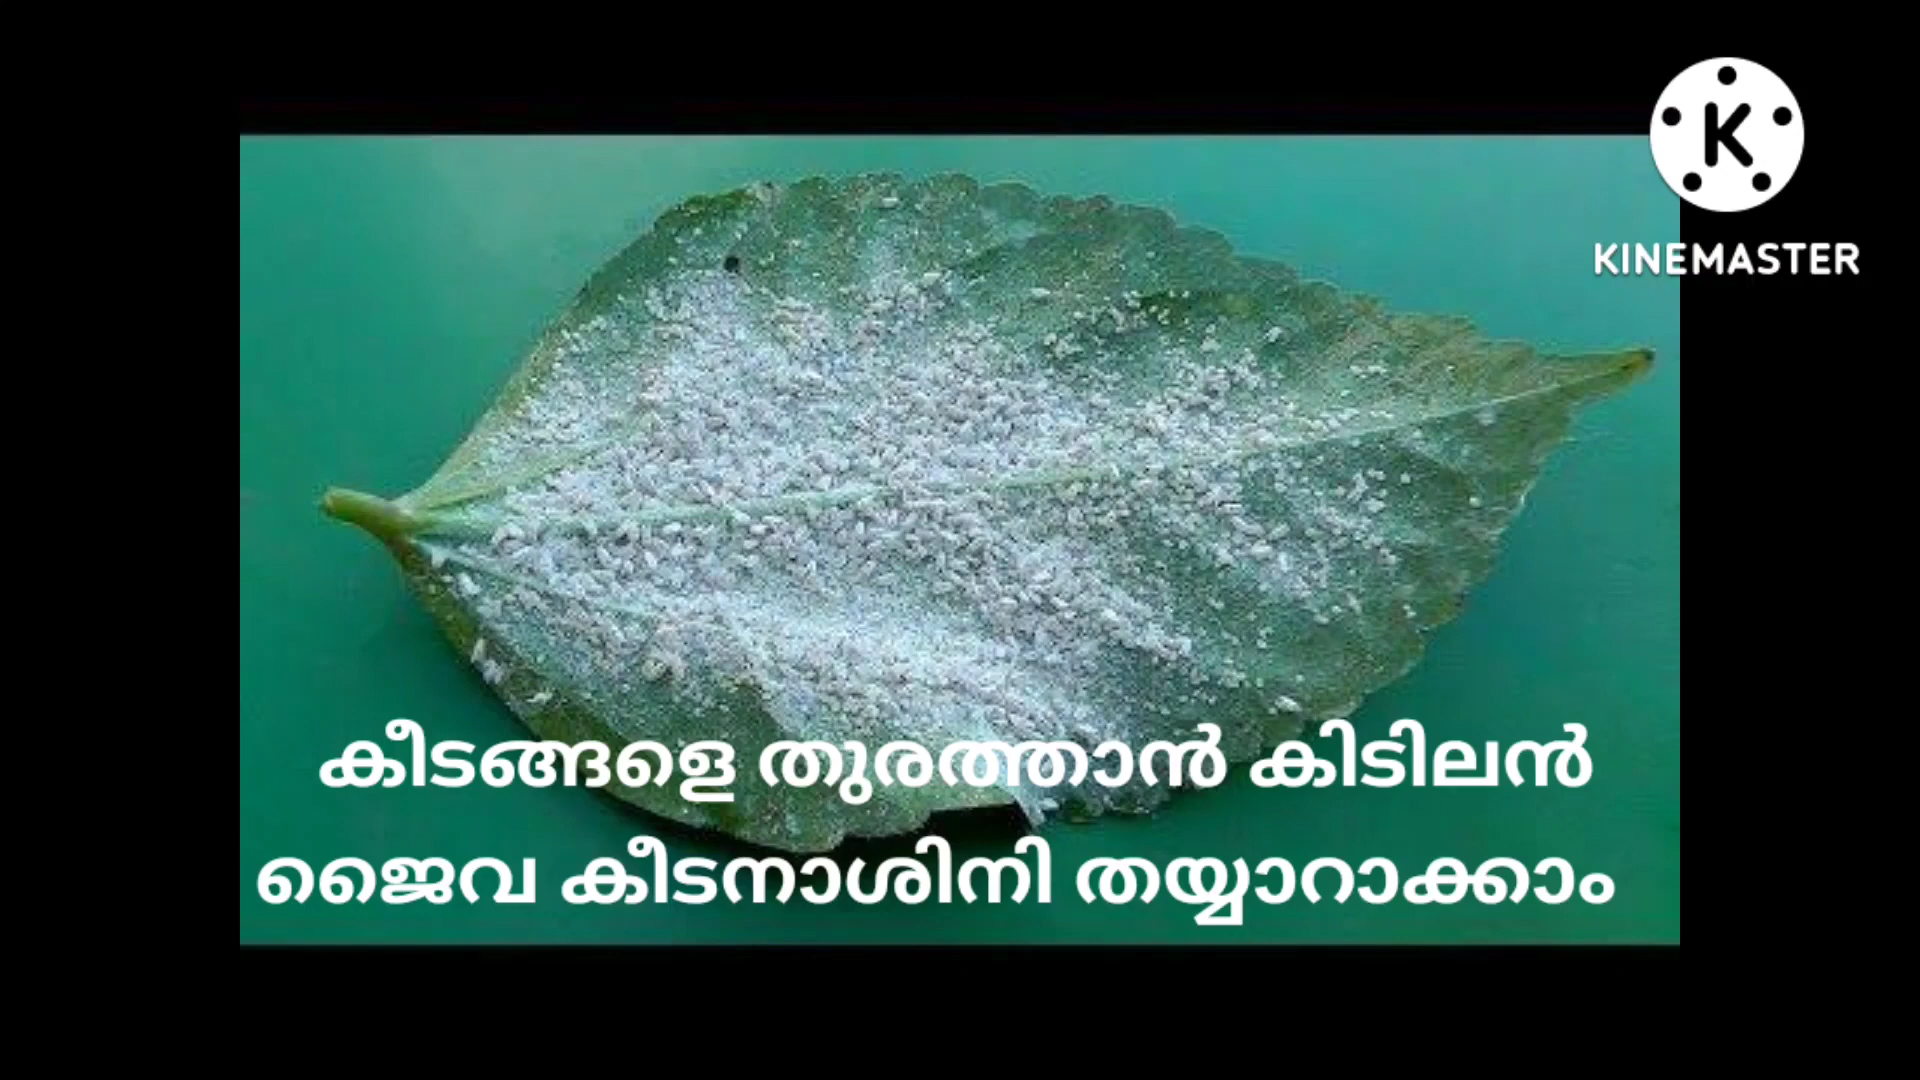 KINEMASTER
കീടങ്ങളെ തുരത്താൻ കിടിലൻ
ജൈവ കീടനാശിനി തയ്യാറാക്കാം